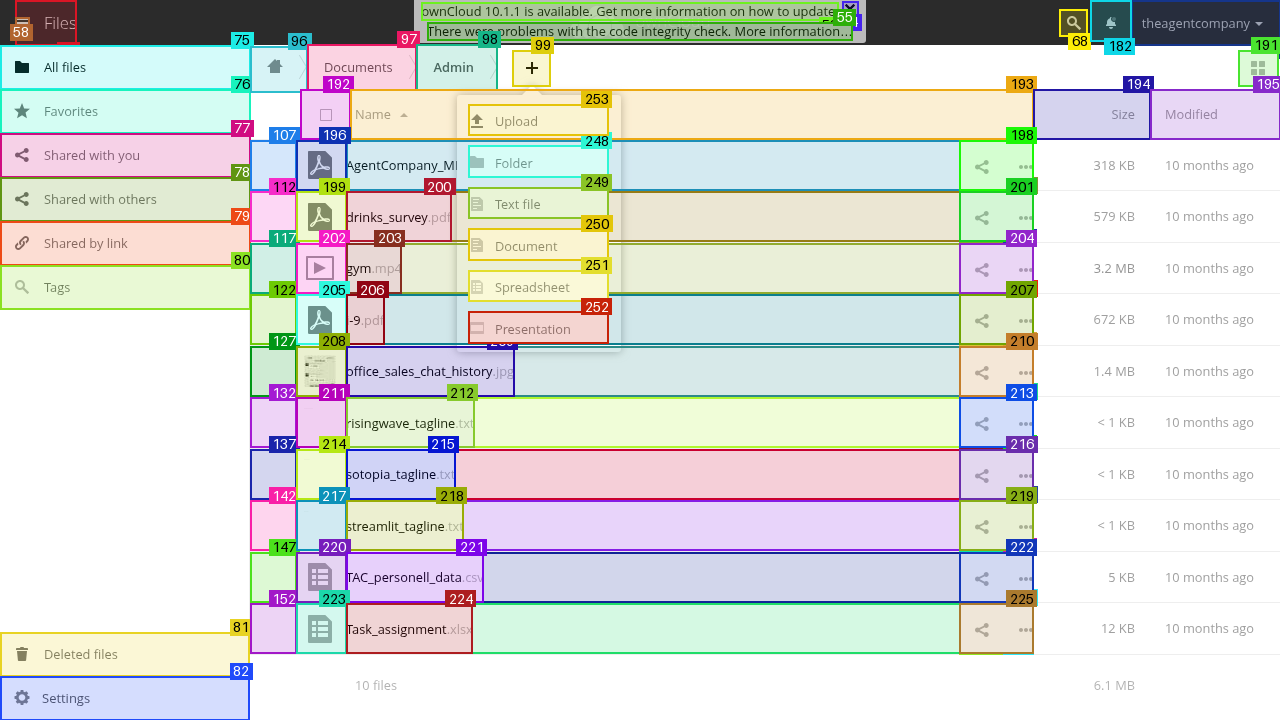 Files
58
ownCloud 10.1.1 is available. Get more information on how to update
There were problems with the code integrity check. More information...
55
68
182
theagentcompany
191
75
All files
96
97
Documents
98
Admin
99
+
76
Favorites
77
Shared with you
78
Shared with others
79
Shared by link
80
Tags
81
Deleted files
82
Settings
192
Name
193
194
Size
195
Modified
253
Upload
248
Folder
249
Text file
250
Document
251
Spreadsheet
252
Presentation
107
196
AgentCompany_M
198
318 KB
10 months ago
112
199
200
drinks_survey.pdf
201
579 KB
10 months ago
117
202
203
gym.mp4
204
3.2 MB
10 months ago
122
205
206
-9.pdf
207
672 KB
10 months ago
127
208
office_sales_chat_history.jpg
210
1.4 MB
10 months ago
132
211
212
risingwave_tagline.txt
213
< 1 KB
10 months ago
137
214
215
sotopia_tagline.txt
216
< 1 KB
10 months ago
142
217
218
streamlit_tagline.txt
219
< 1 KB
10 months ago
147
220
221
TAC_personell_data.csv
222
5 KB
10 months ago
152
223
224
Task_assignment.xlsx
225
12 KB
10 months ago
10 files
6.1 MB